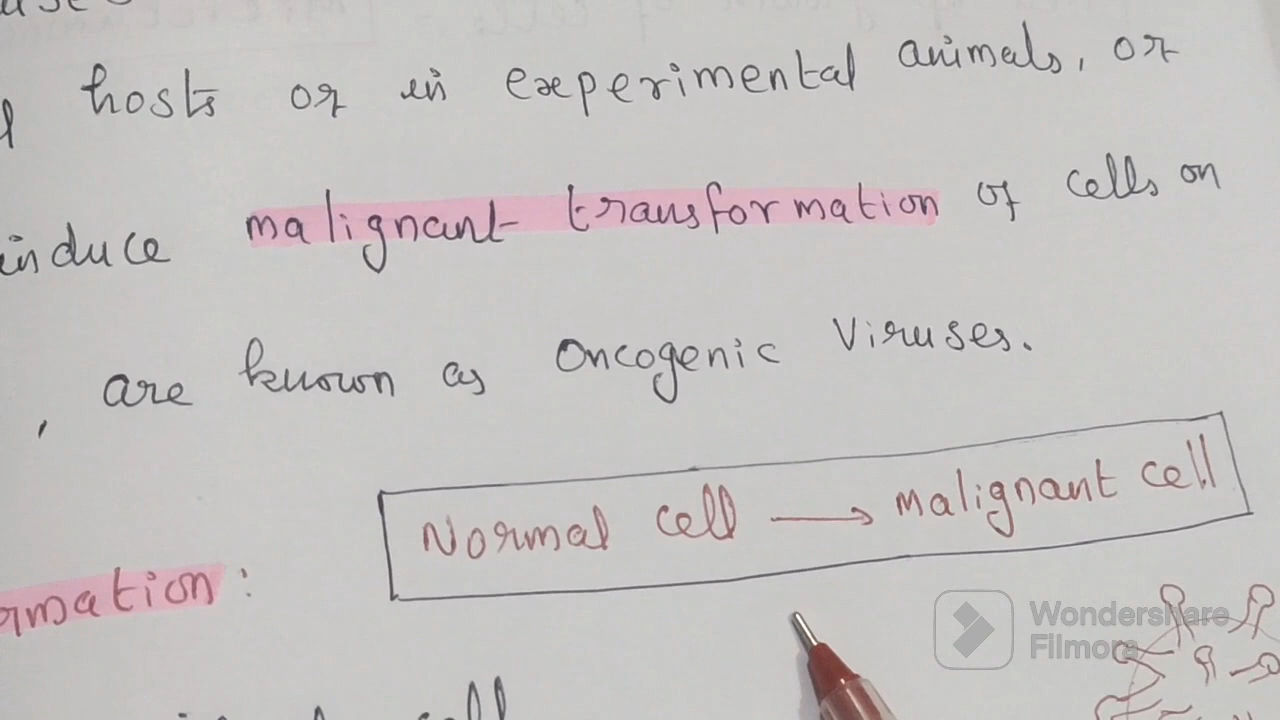 hosts or in experimental animals, or
induce malignant transformation of cells on
, are known as Oncogenic Viruses.
Normal cell → malignant cell
rmation:
cell
Wondershare
Filmora